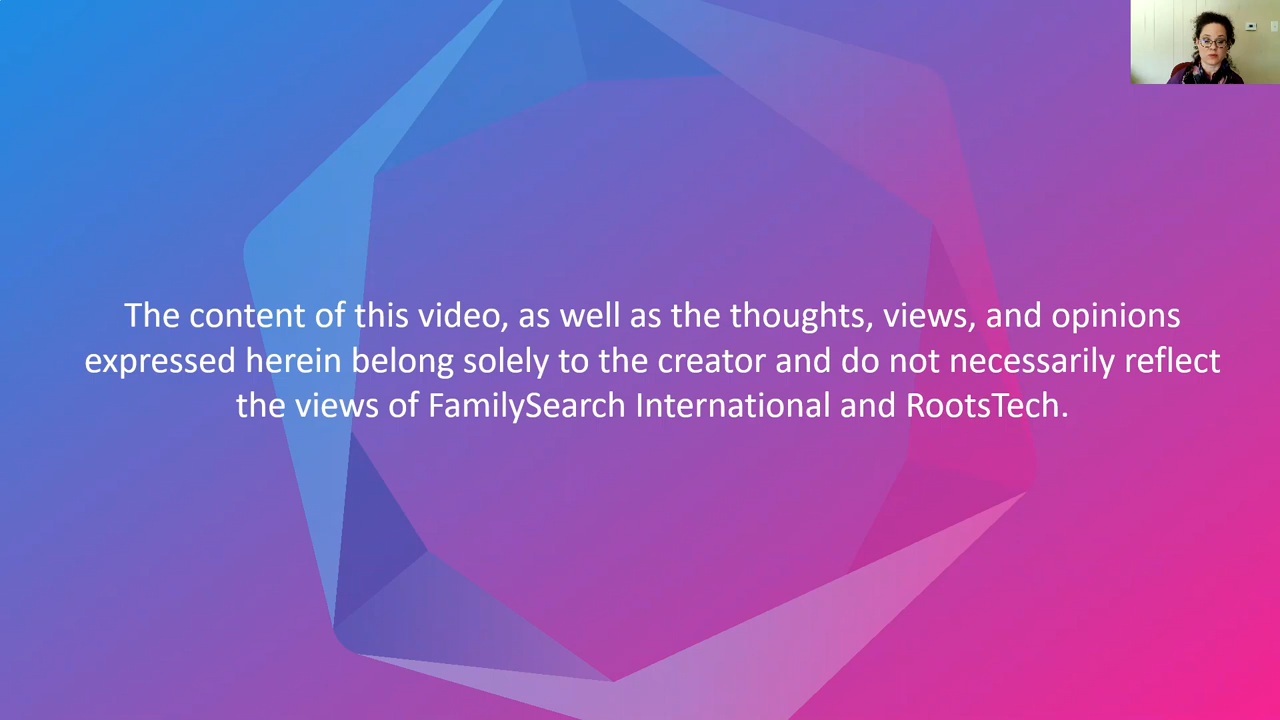 The content of this video, as well as the thoughts, views, and opinions
expressed herein belong solely to the creator and do not necessarily reflect
the views of FamilySearch International and RootsTech.